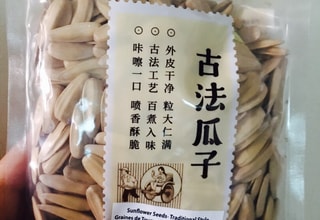 古法瓜子
⊙外皮干净 粒大仁满
⊙古法工艺 百煮入味
⊙咔嚓一口 喷香酥脆
Sunflower Seeds- Traditional Style
Graines de